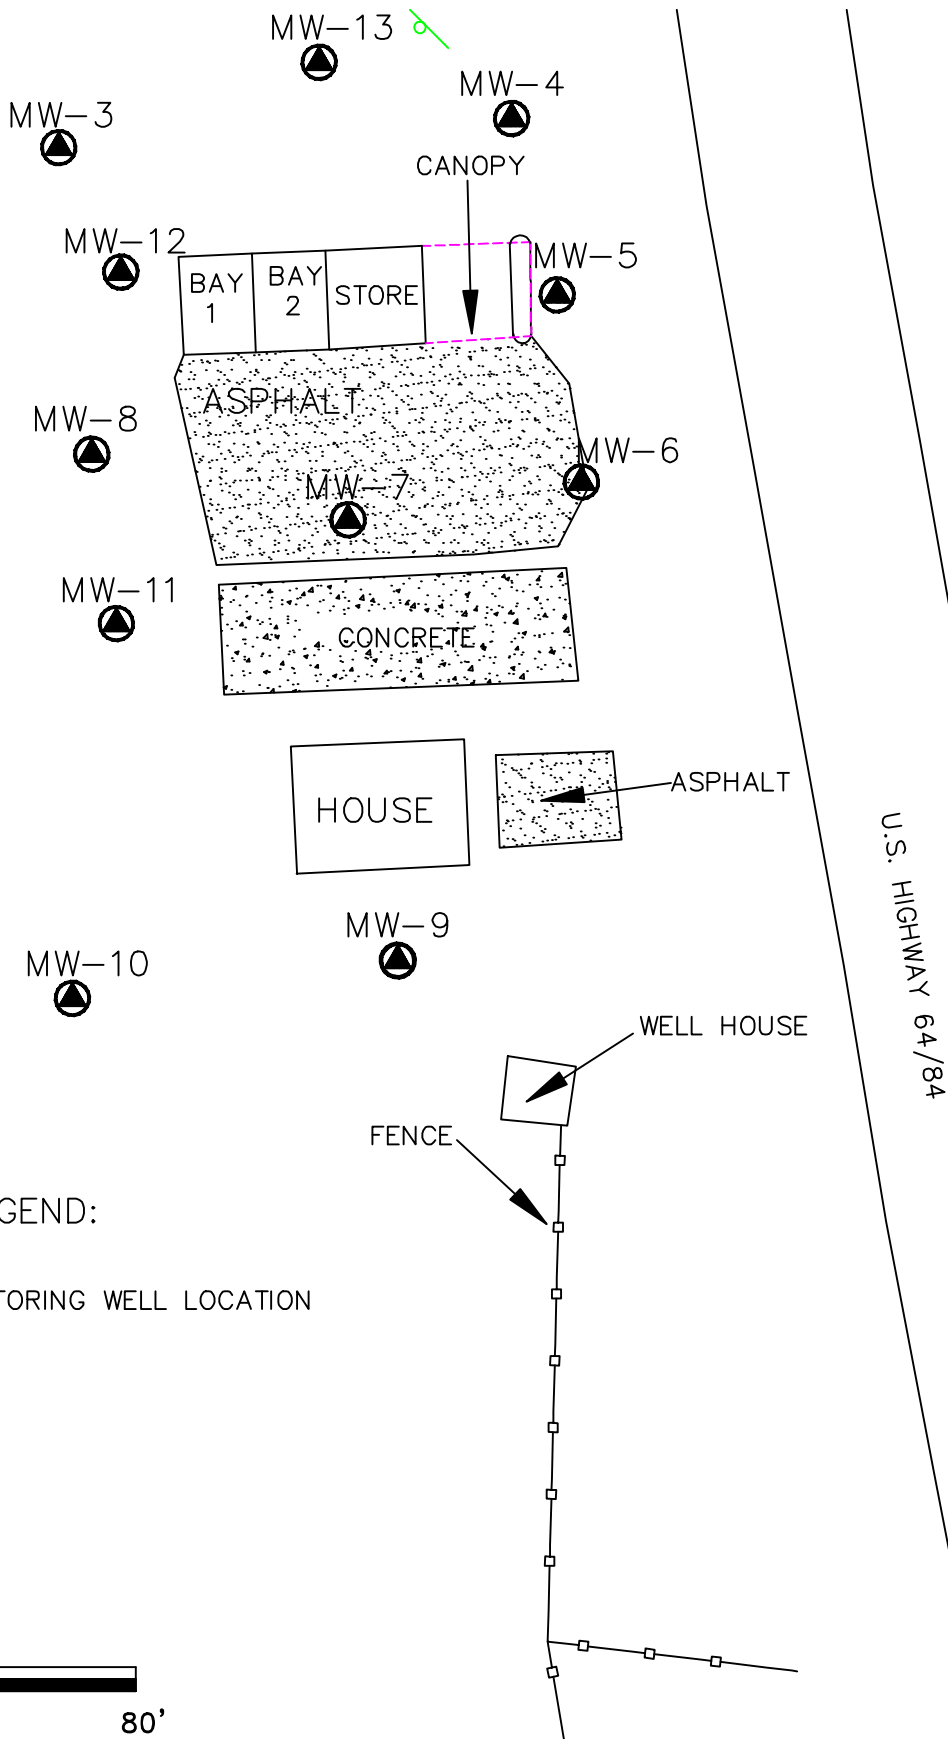 MW-13
MW-4
MW-3
CANOPY
MW-12
MW-5
BAY
1
BAY
2
STORE
ASPHALT
MW-8
MW-6
MW-7
MW-11
CONCRETE
HOUSE
ASPHALT
U.S. HIGHWAY 64/84
MW-9
MW-10
WELL HOUSE
FENCE
GEND:
TORING WELL LOCATION
80'